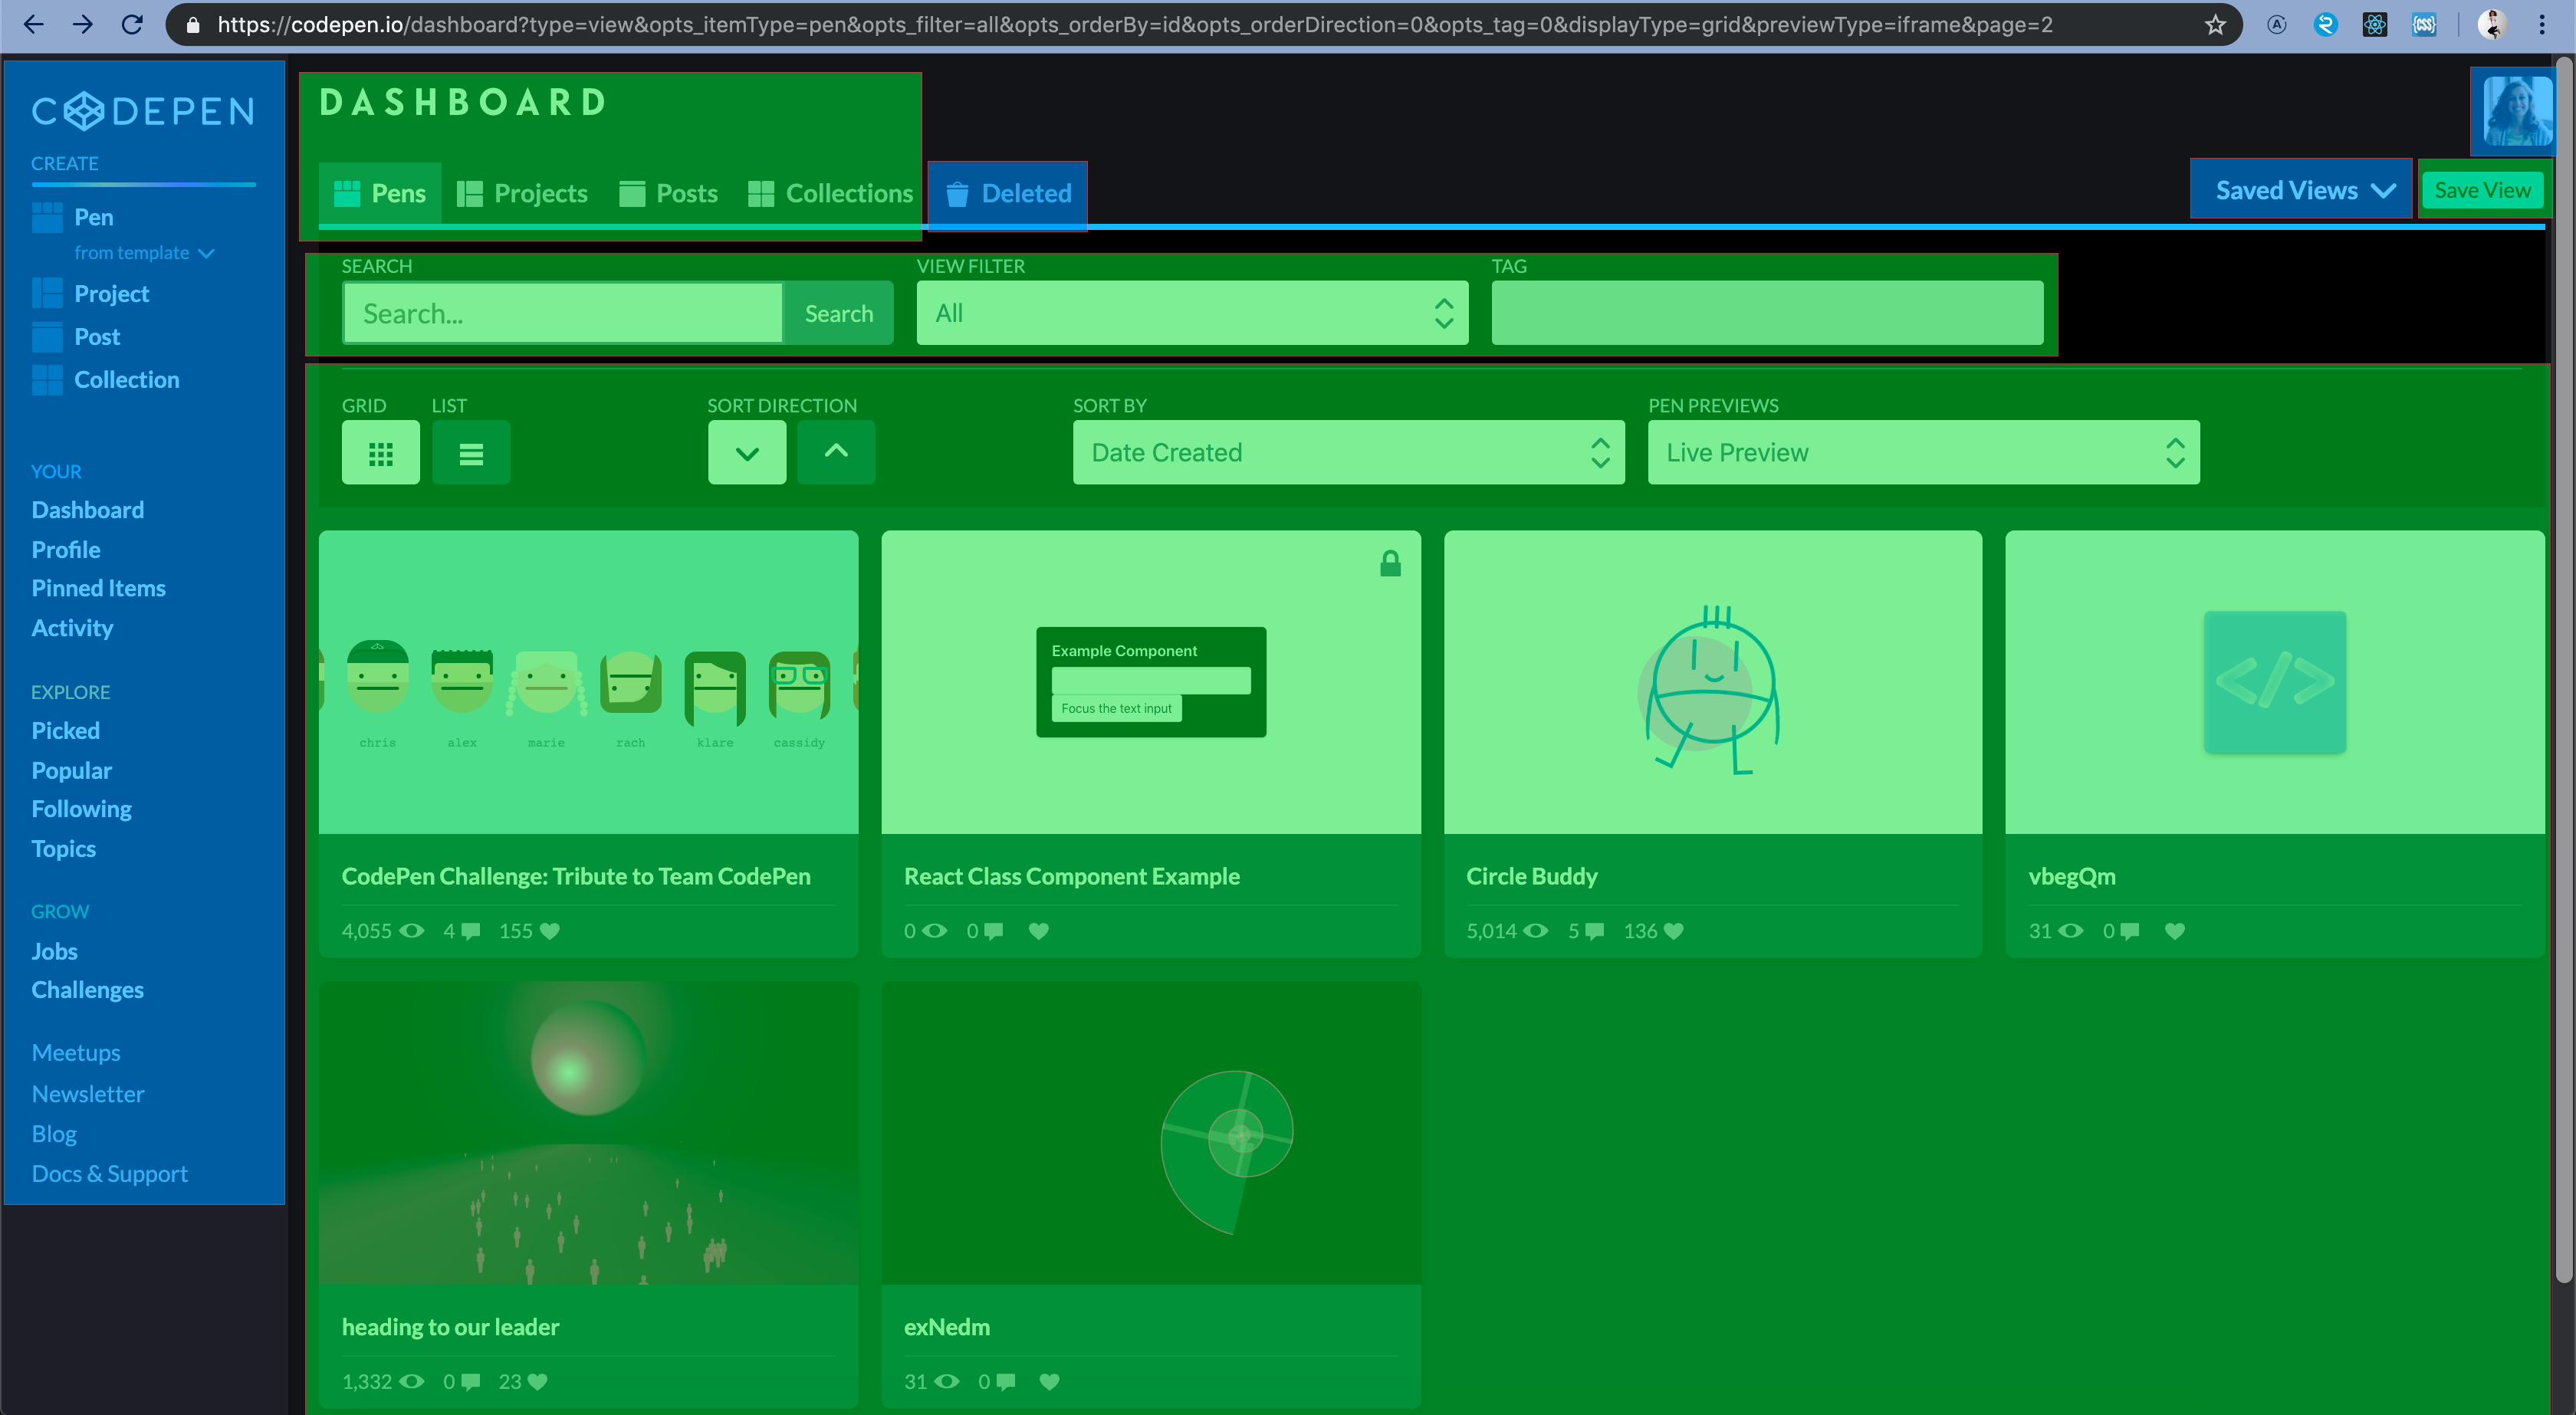 https://codepen.io/dashboard?type=view&opts_itemType=pen&opts_filter=all&opts_orderBy=id&opts_orderDirection=0&opts_tag=0&displayType=grid&previewType=iframe&page=2
CODEPEN
CREATE
Pen
from template
Project
Post
Collection
YOUR
Dashboard
Profile
Pinned Items
Activity
EXPLORE
Picked
Popular
Following
Topics
GROW
Jobs
Challenges
Meetups
Newsletter
Blog
Docs & Support
DASHBOARD
Pens Projects Posts Collections Deleted
Saved Views Save View
SEARCH VIEW FILTER TAG
Search... Search All
GRID LIST SORT DIRECTION SORT BY PEN PREVIEWS
Date Created Live Preview
chris alex marie rach klare cassidy
Example Component
Focus the text input
</>
CodePen Challenge: Tribute to Team CodePen
4,055 4 155
React Class Component Example
0 0
Circle Buddy
5,014 5 136
vbegQm
31 0
heading to our leader
1,332 0 23
exNedm
31 0